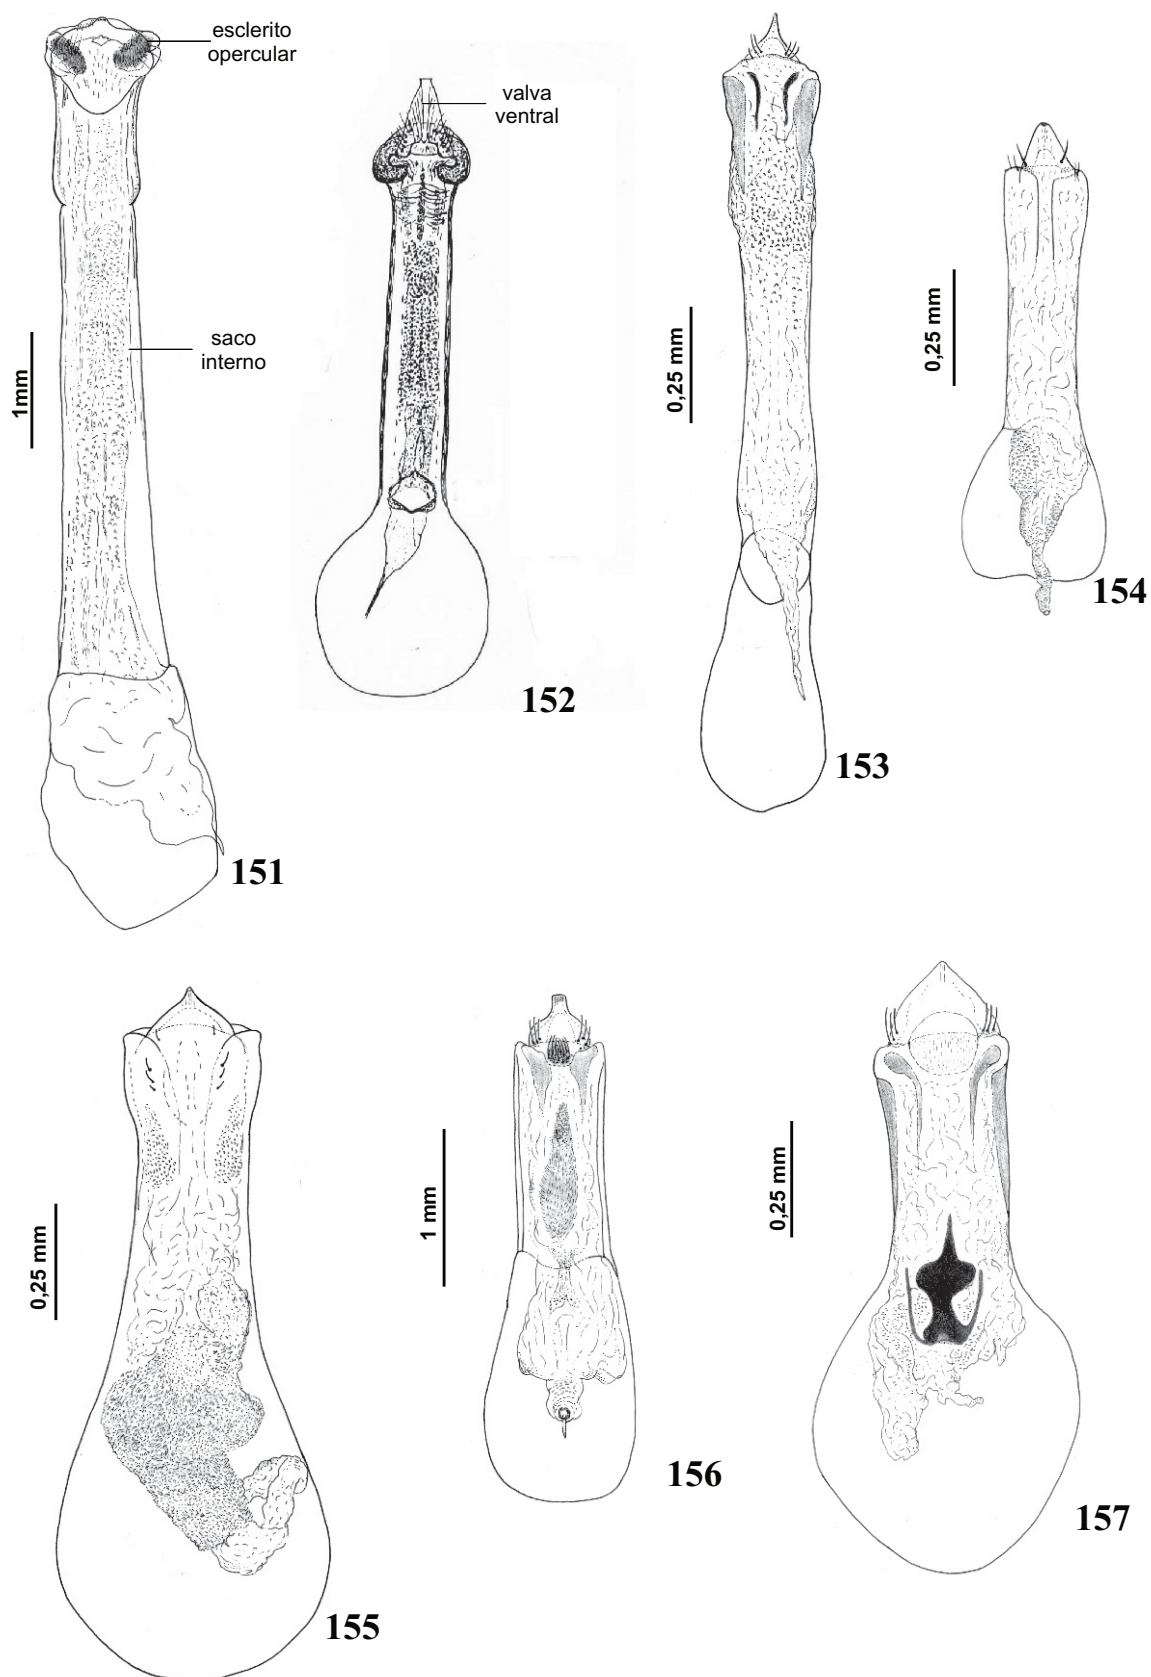 esclerito
opercular
valva
ventral
saco
interno
1mm
0,25 mm
0,25 mm
151
152
153
154
0,25 mm
1 mm
0,25 mm
155
156
157